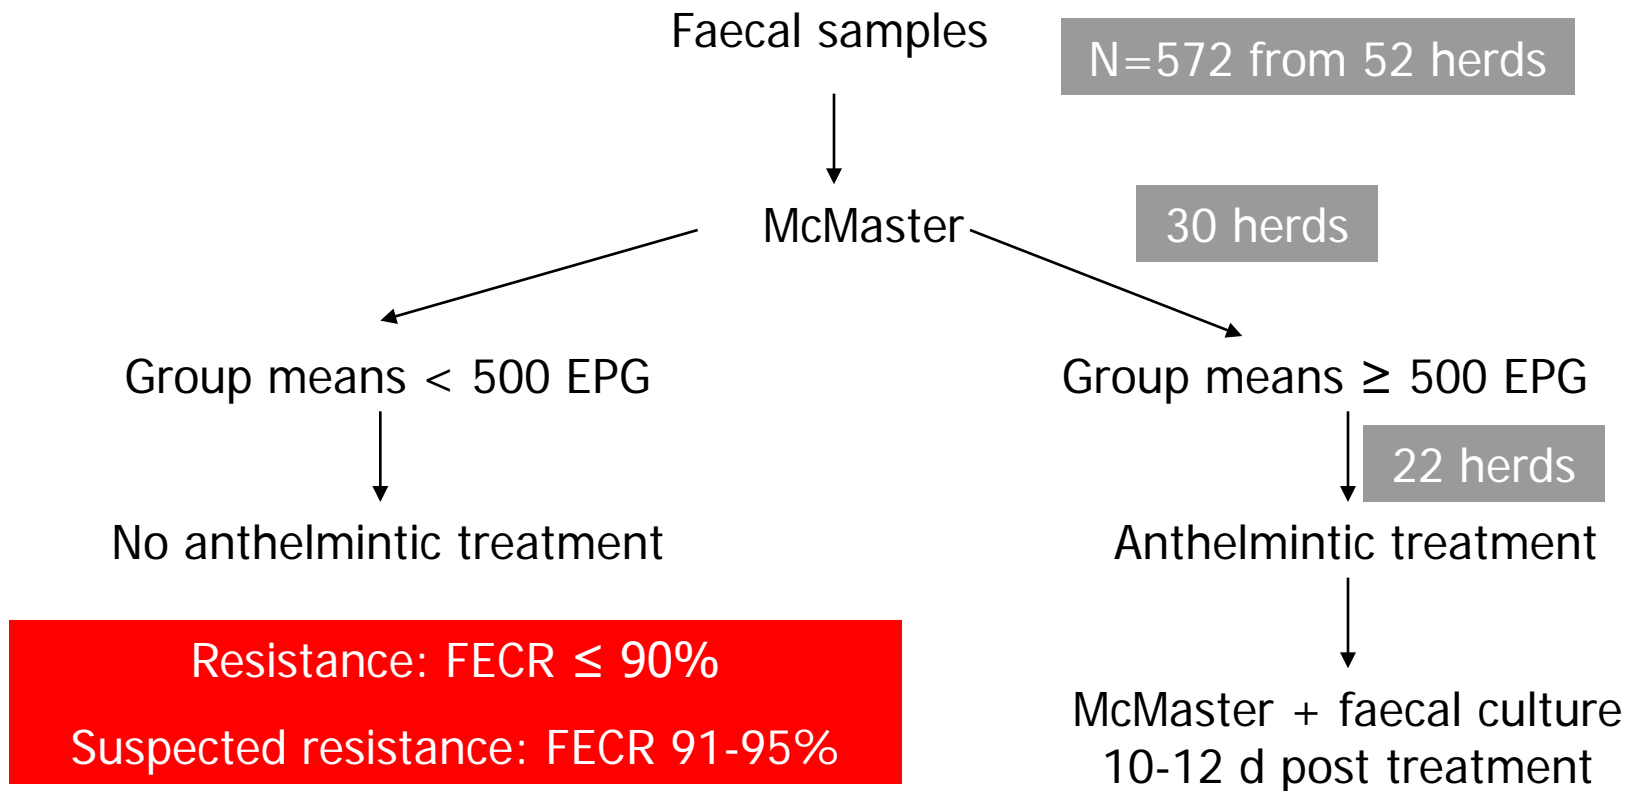 Faecal samples
N=572 from 52 herds
McMaster
30 herds
Group means < 500 EPG
Group means ≥ 500 EPG
22 herds
No anthelmintic treatment
Anthelmintic treatment
Resistance: FECR ≤ 90%
Suspected resistance: FECR 91-95%
McMaster + faecal culture
10-12 d post treatment